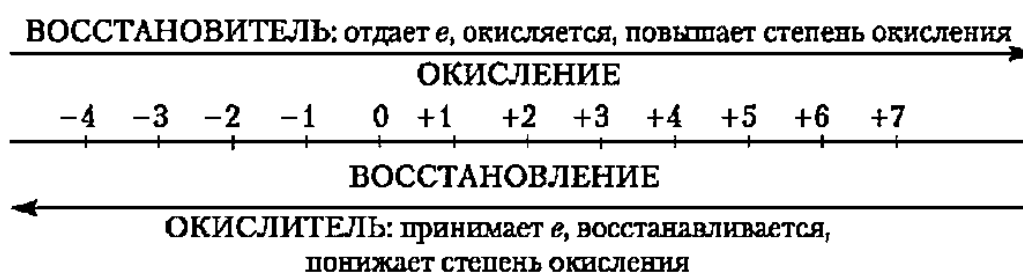 ВОССТАНОВИТЕЛЬ: отдает e, окисляется, повышает степень окисления
ОКИСЛЕНИЕ
−4 −3 −2 −1 0 +1 +2 +3 +4 +5 +6 +7
ВОССТАНОВЛЕНИЕ
ОКИСЛИТЕЛЬ: принимает e, восстанавливается,
понижает степень окисления